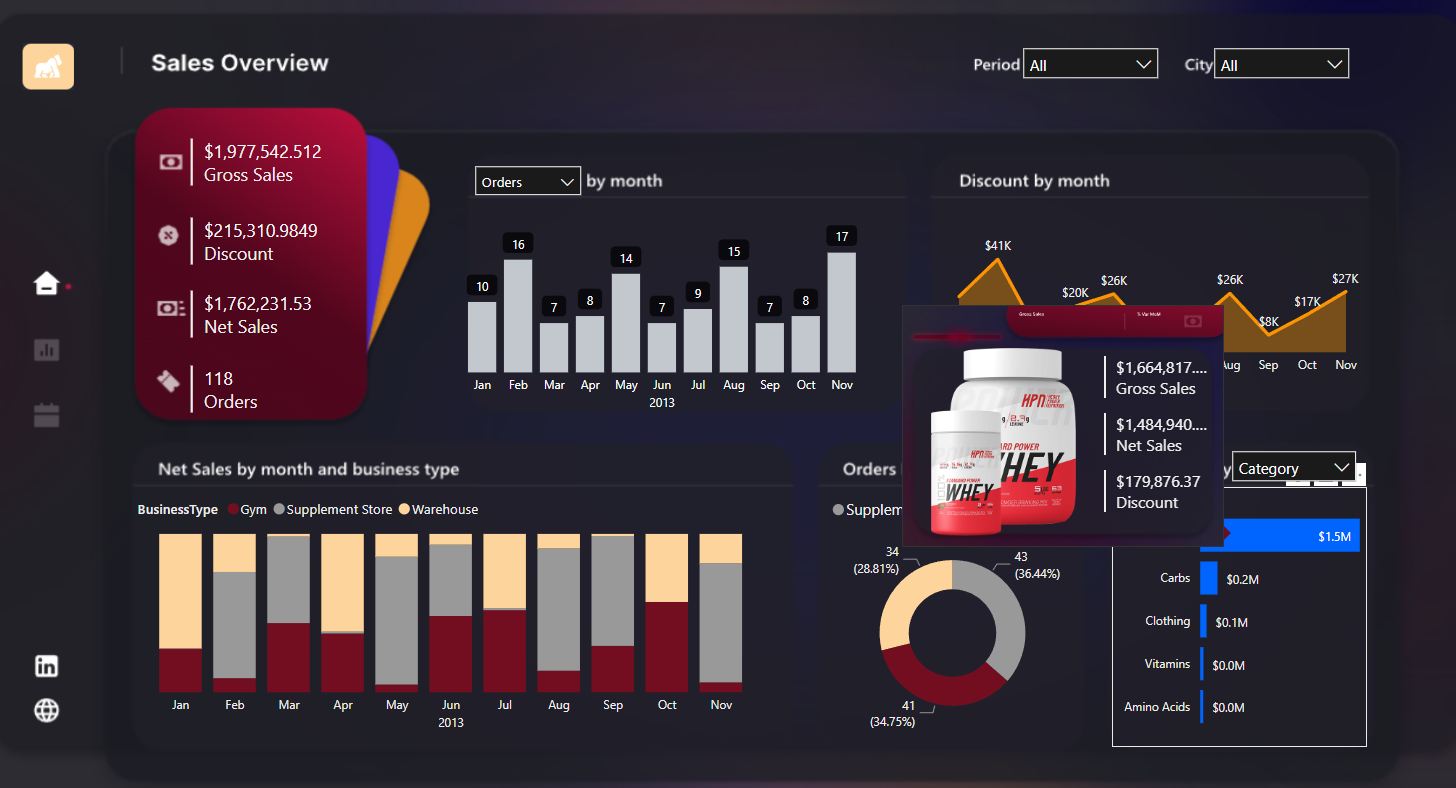 Sales Overview
Period All
City All
$1,977,542.512
Gross Sales
$215,310.9849
Discount
$1,762,231.53
Net Sales
118
Orders
Orders by month
10 16 7 8 14 7 9 15 7 8 17
Jan Feb Mar Apr May Jun Jul Aug Sep Oct Nov
2013
Discount by month
$41K $20K $26K $26K $8K $17K $27K
Aug Sep Oct Nov
Gross Sales
% Var MoM
$1,664,817....
Gross Sales
$1,484,940....
Net Sales
$179,876.37
Discount
HPN
WHEY
HPN
WHEY
Net Sales by month and business type
BusinessType Gym Supplement Store Warehouse
Jan Feb Mar Apr May Jun Jul Aug Sep Oct Nov
2013
Orders
Supplem
34
(28.81%)
43
(36.44%)
41
(34.75%)
y Category
$1.5M
Carbs $0.2M
Clothing $0.1M
Vitamins $0.0M
Amino Acids $0.0M